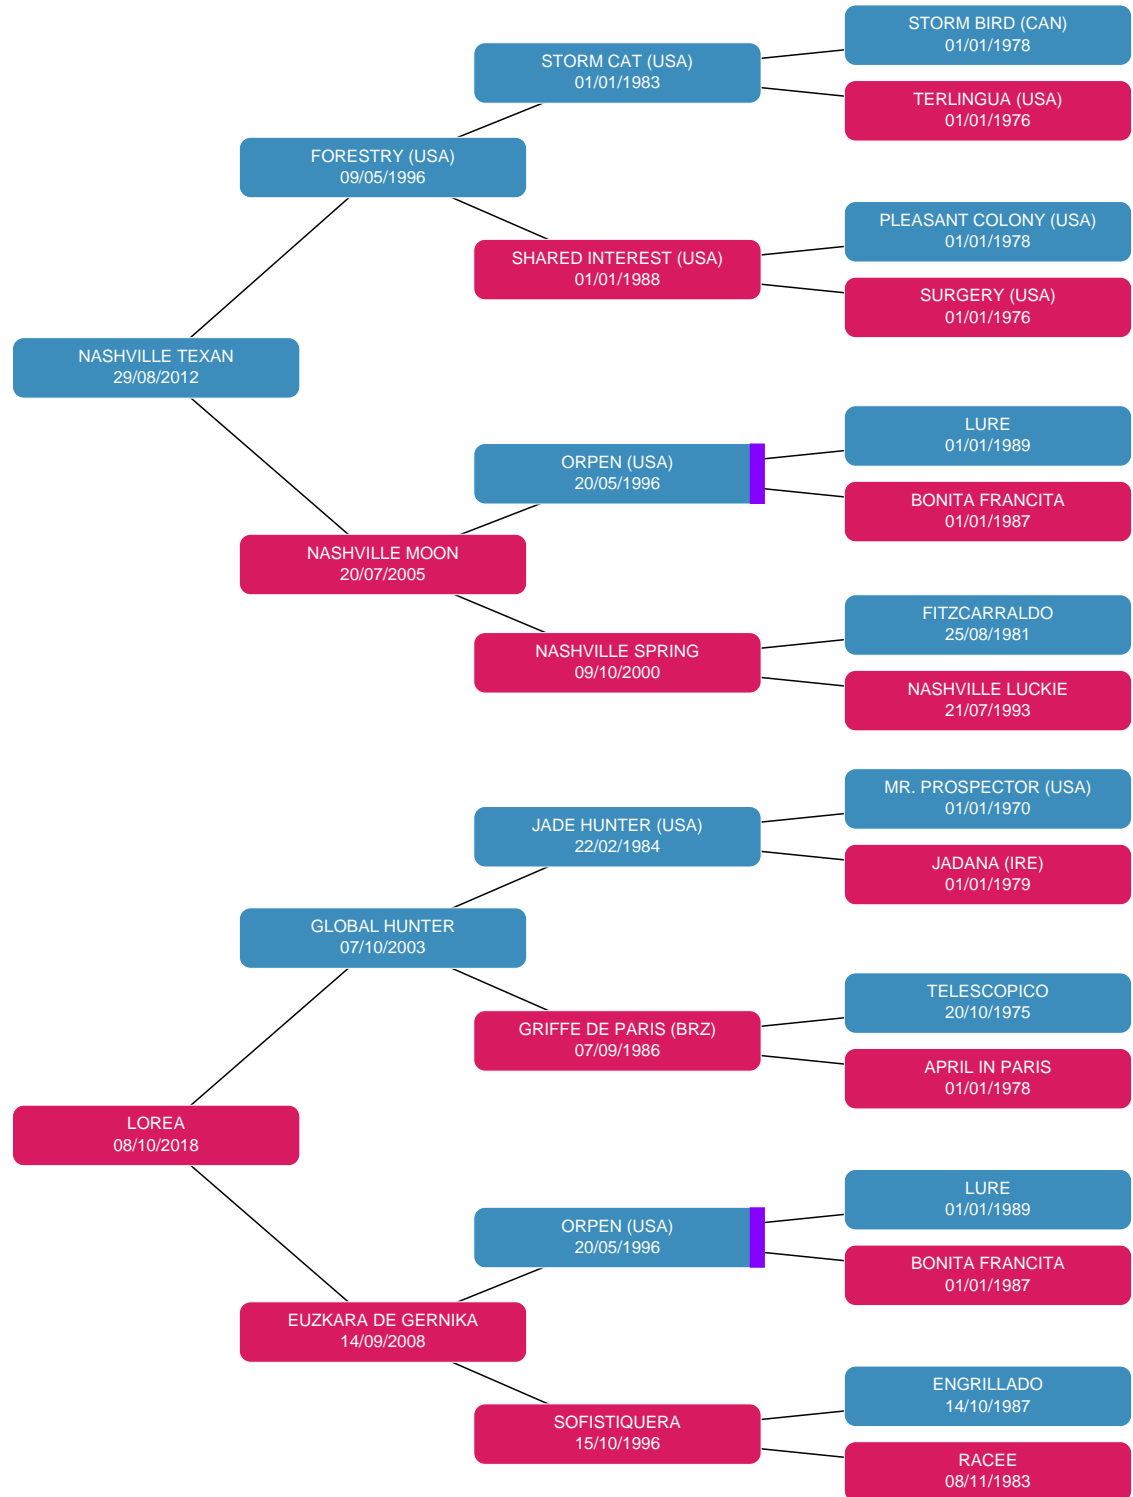 STORM BIRD (CAN)
01/01/1978
STORM CAT (USA)
01/01/1983
TERLINGUA (USA)
01/01/1976
FORESTRY (USA)
09/05/1996
PLEASANT COLONY (USA)
01/01/1978
SHARED INTEREST (USA)
01/01/1988
SURGERY (USA)
01/01/1976
NASHVILLE TEXAN
29/08/2012
LURE
01/01/1989
ORPEN (USA)
20/05/1996
BONITA FRANCITA
01/01/1987
NASHVILLE MOON
20/07/2005
FITZCARRALDO
25/08/1981
NASHVILLE SPRING
09/10/2000
NASHVILLE LUCKIE
21/07/1993
MR. PROSPECTOR (USA)
01/01/1970
JADE HUNTER (USA)
22/02/1984
JADANA (IRE)
01/01/1979
GLOBAL HUNTER
07/10/2003
TELESCOPICO
20/10/1975
GRIFFE DE PARIS (BRZ)
07/09/1986
APRIL IN PARIS
01/01/1978
LOREA
08/10/2018
LURE
01/01/1989
ORPEN (USA)
20/05/1996
BONITA FRANCITA
01/01/1987
EUZKARA DE GERNIKA
14/09/2008
ENGRILLADO
14/10/1987
SOFISTIQUERA
15/10/1996
RACEE
08/11/1983